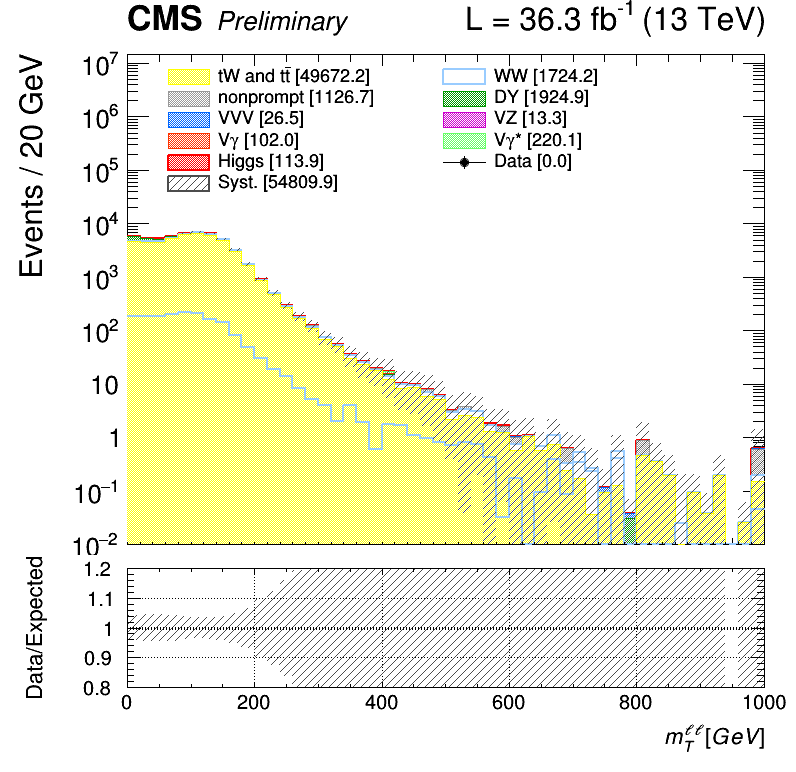 CMS Preliminary L = 36.3 fb⁻¹ (13 TeV)
Events / 20 GeV
10⁷
10⁶
10⁵
10⁴
10³
10²
10
1
10⁻¹
10⁻²
tW and tt̄ [49672.2]
nonprompt [1126.7]
VVV [26.5]
Vγ [102.0]
Higgs [113.9]
Syst. [54809.9]
WW [1724.2]
DY [1924.9]
VZ [13.3]
Vγ* [220.1]
Data [0.0]
Data/Expected
1.2
1.1
1
0.9
0.8
0 200 400 600 800 1000
m_T^{ℓℓ}[GeV]